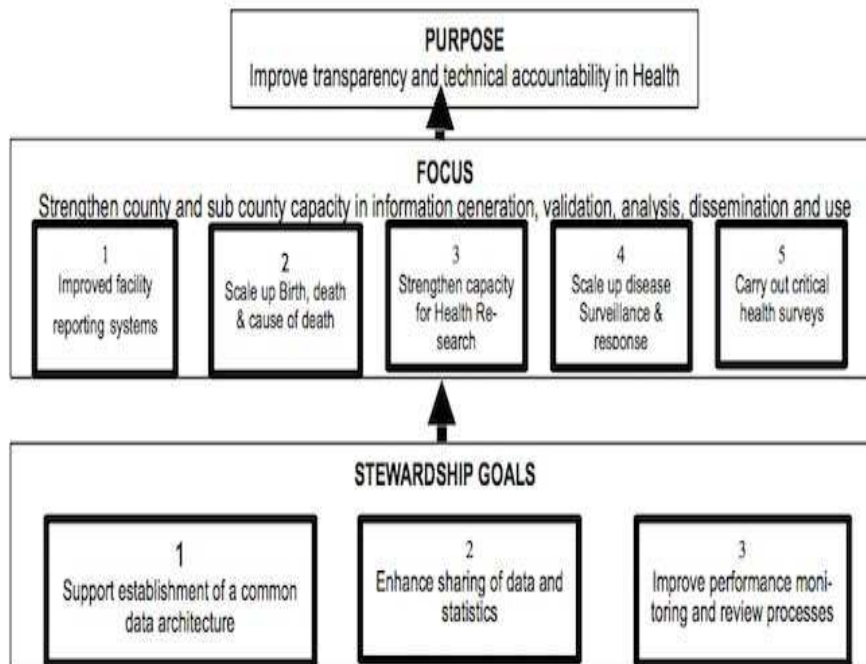 PURPOSE
Improve transparency and technical accountability in Health
FOCUS
Strengthen county and sub county capacity in information generation, validation, analysis, dissemination and use
1
Improved facility
reporting systems
2
Scale up Birth, death
& cause of death
3
Strengthen capacity
for Health Re-
search
4
Scale up disease
Surveillance &
response
5
Carry out critical
health surveys
STEWARDSHIP GOALS
1
Support establishment of a common
data architecture
2
Enhance sharing of data and
statistics
3
Improve performance moni-
toring and review processes